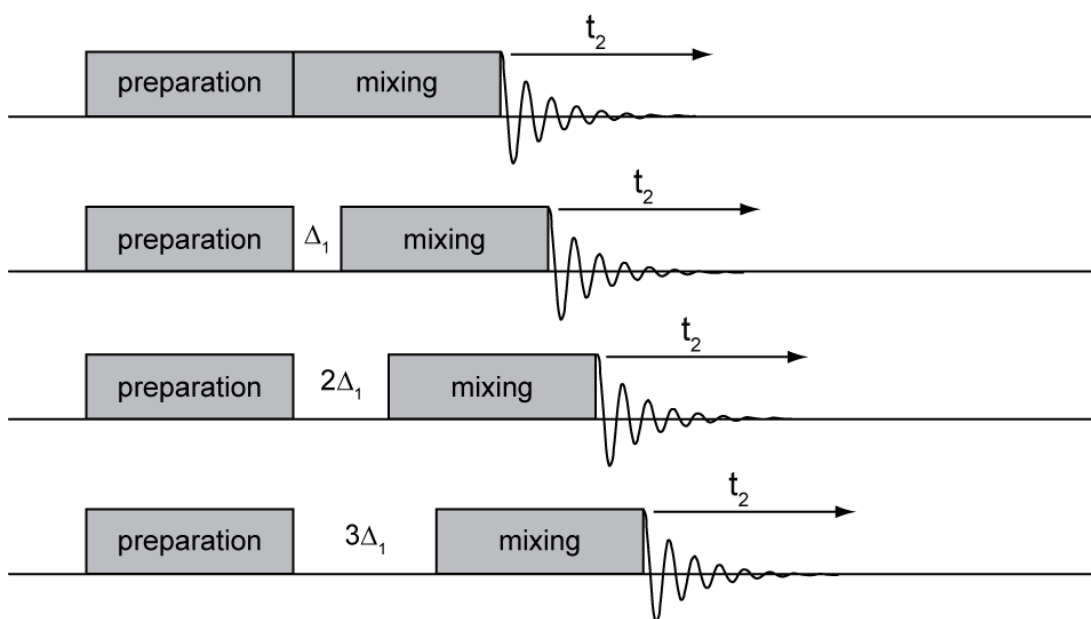 t₂
preparation mixing
t₂
preparation Δ₁ mixing
t₂
preparation 2Δ₁ mixing
t₂
preparation 3Δ₁ mixing